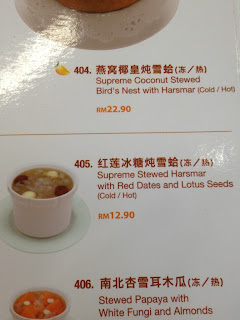 404. 燕窝椰皇炖雪蛤(冻／热)
Supreme Coconut Stewed
Bird's Nest with Harsmar (Cold / Hot)
RM22.90
405. 红莲冰糖炖雪蛤(冻／热)
Supreme Stewed Harsmar
with Red Dates and Lotus Seeds
(Cold / Hot)
RM12.90
406. 南北杏雪耳木瓜(冻／热)
Stewed Papaya with
White Fungi and Almonds